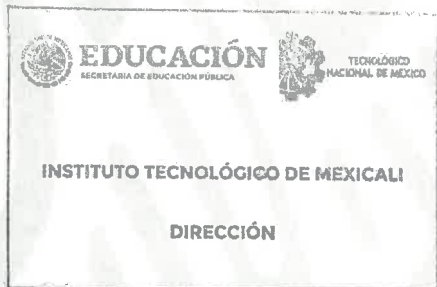 EDUCACIÓN
SECRETARÍA DE EDUCACIÓN PÚBLICA
TECNOLÓGICO
NACIONAL DE MÉXICO
INSTITUTO TECNOLÓGICO DE MEXICALI
DIRECCIÓN